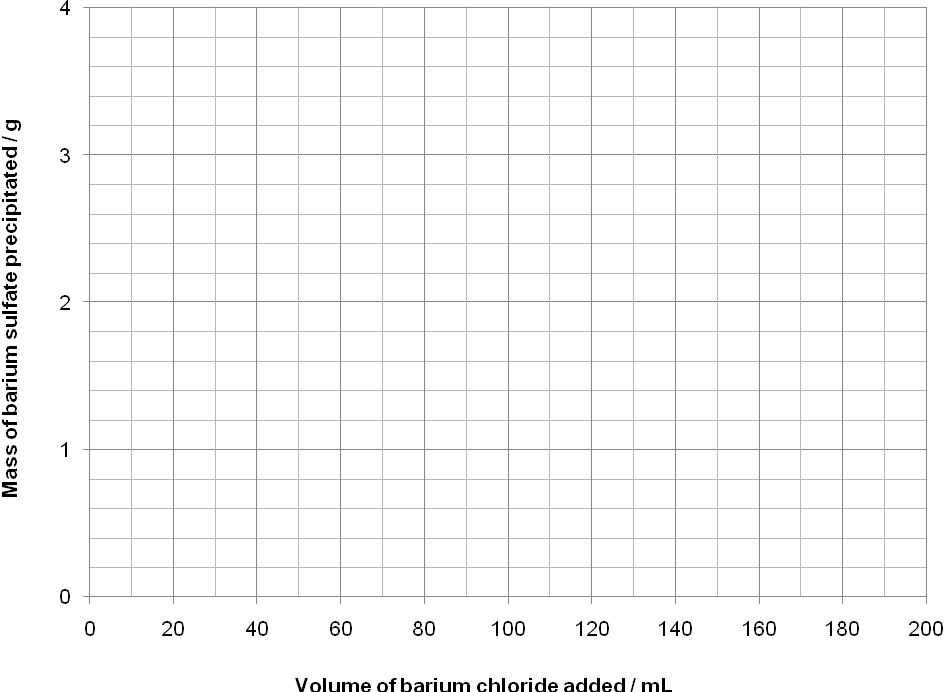 Mass of barium sulfate precipitated / g
4
3
2
1
0
0 20 40 60 80 100 120 140 160 180 200
Volume of barium chloride added / mL